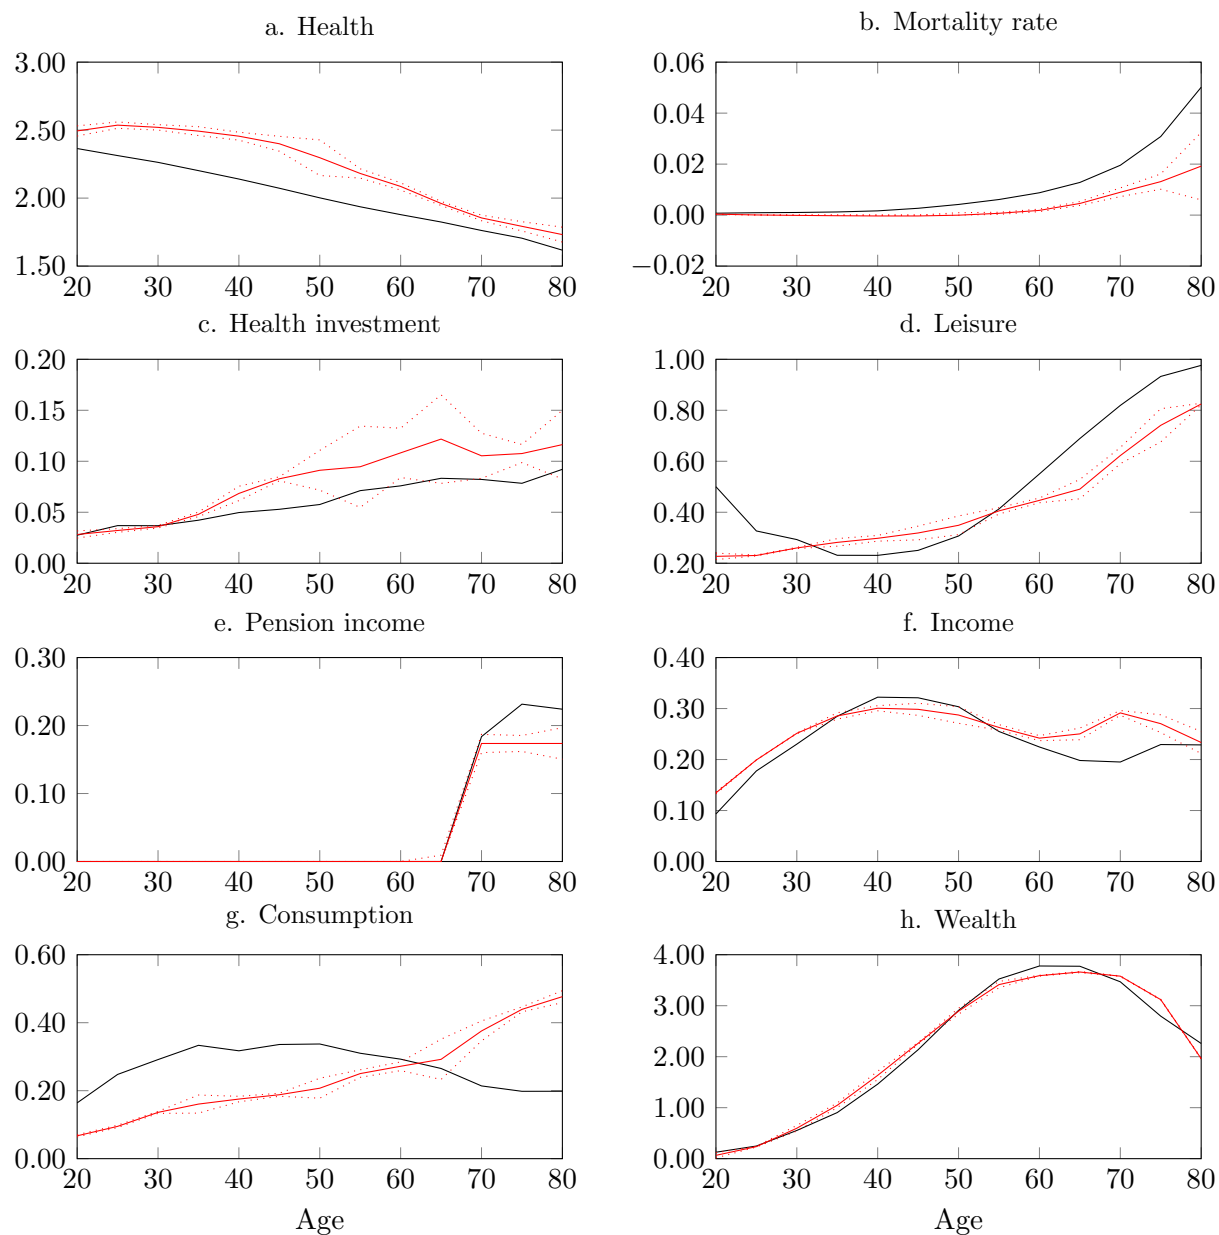 a. Health
3.00
2.50
2.00
1.50
20 30 40 50 60 70 80
b. Mortality rate
0.06
0.04
0.02
0.00
−0.02
20 30 40 50 60 70 80
c. Health investment
0.20
0.15
0.10
0.05
0.00
20 30 40 50 60 70 80
d. Leisure
1.00
0.80
0.60
0.40
0.20
20 30 40 50 60 70 80
e. Pension income
0.30
0.20
0.10
0.00
20 30 40 50 60 70 80
f. Income
0.40
0.30
0.20
0.10
0.00
20 30 40 50 60 70 80
g. Consumption
0.60
0.40
0.20
0.00
20 30 40 50 60 70 80
Age
h. Wealth
4.00
3.00
2.00
1.00
0.00
20 30 40 50 60 70 80
Age